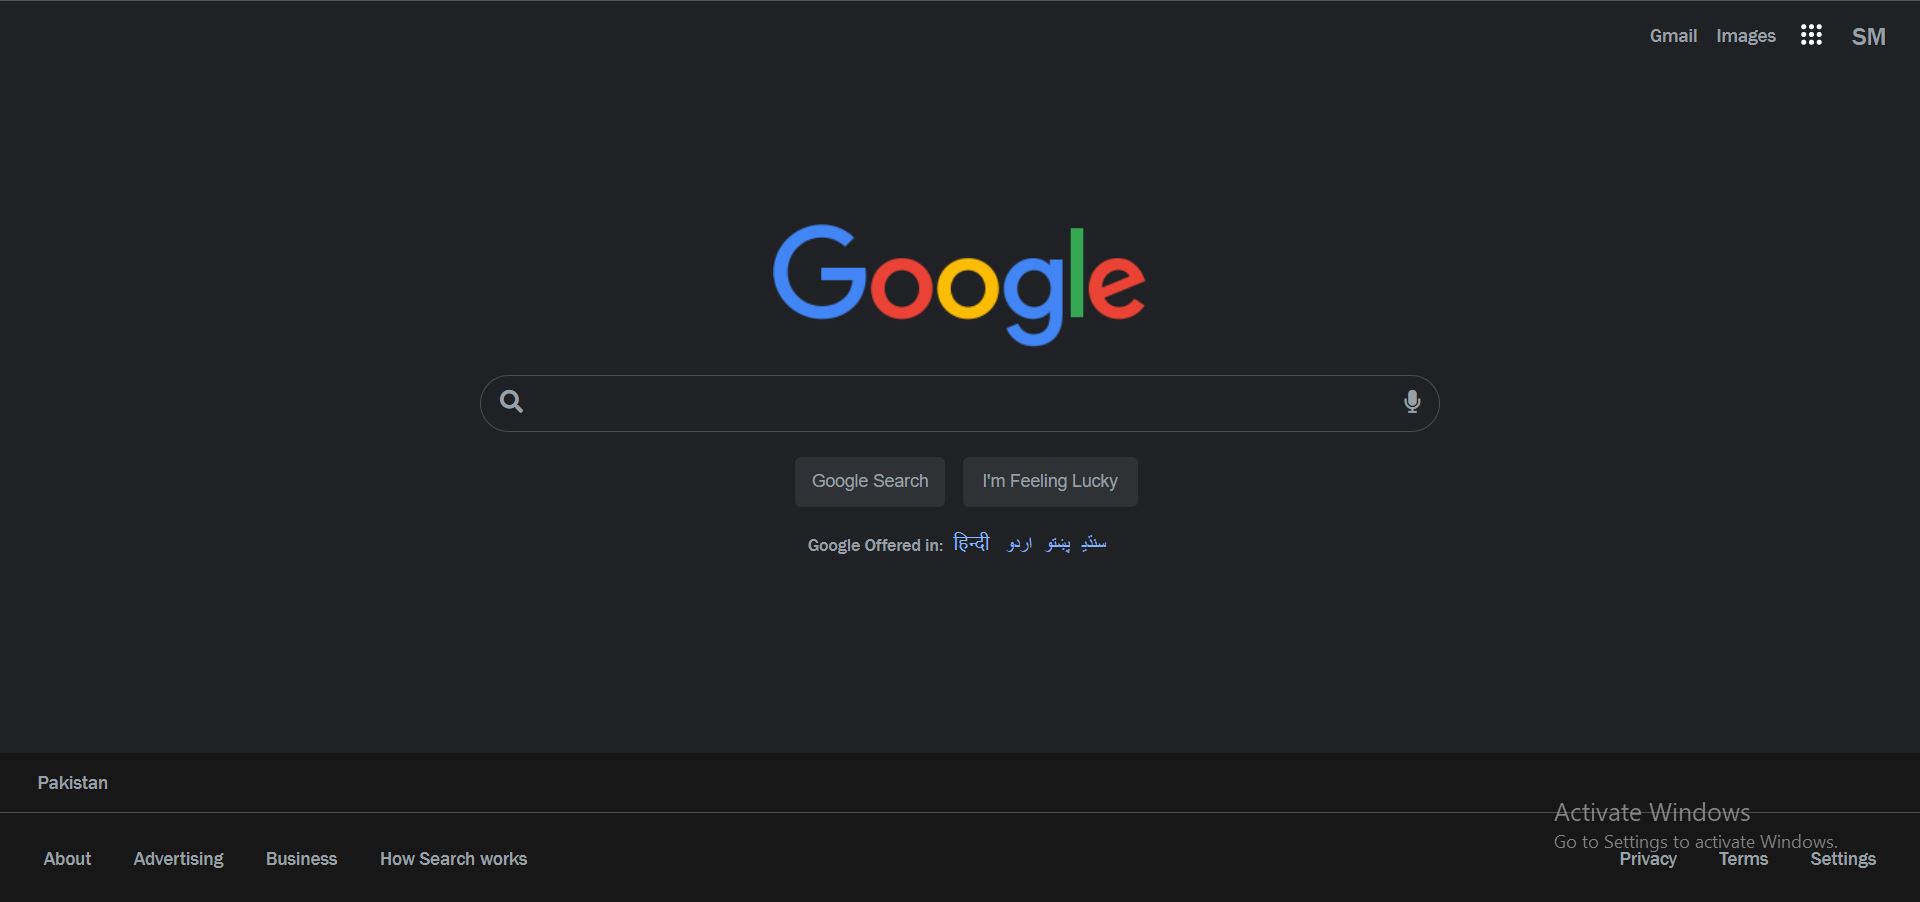 Gmail Images SM
Google
Google Search I'm Feeling Lucky
Google Offered in: हिन्दी اردو پښتو سنڌي
Pakistan
Activate Windows
Go to Settings to activate Windows.
About Advertising Business How Search works Privacy Terms Settings